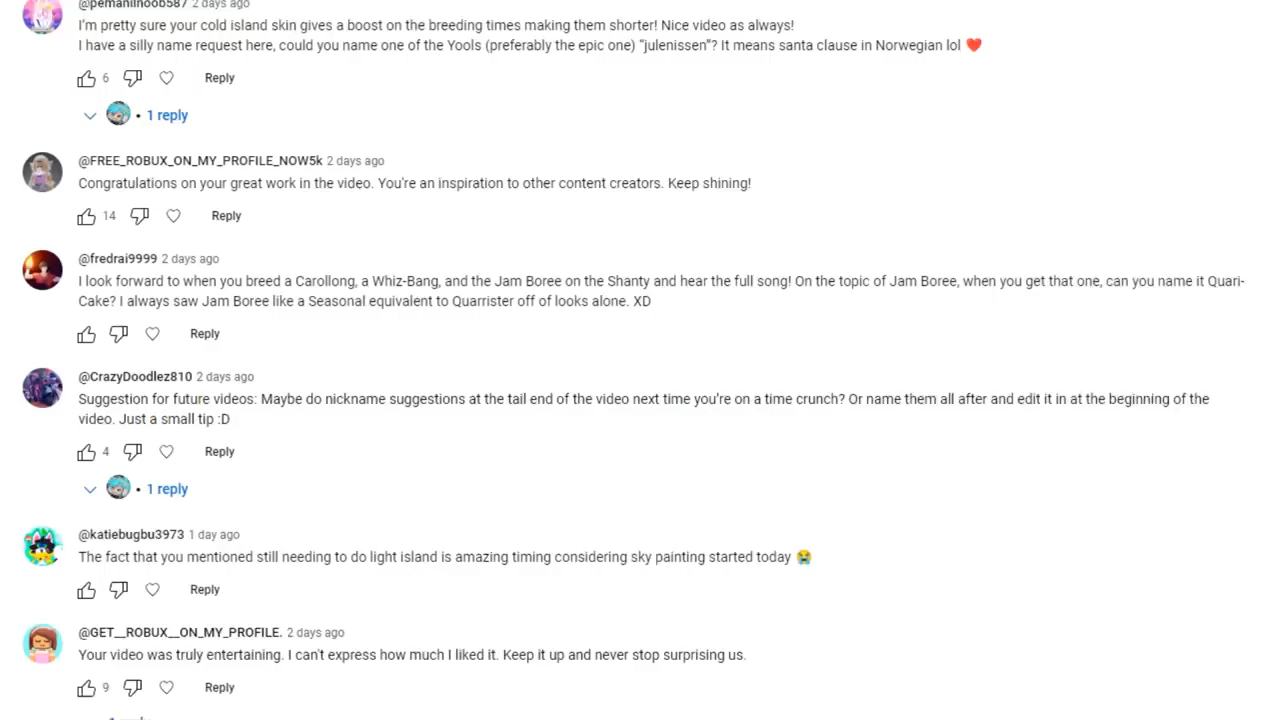 @pemanilnoob587 2 days ago
I'm pretty sure your cold island skin gives a boost on the breeding times making them shorter! Nice video as always!
I have a silly name request here, could you name one of the Yools (preferably the epic one) "julenissen"? It means santa clause in Norwegian lol ❤️
6 Reply
• 1 reply
@FREE_ROBUX_ON_MY_PROFILE_NOW5k 2 days ago
Congratulations on your great work in the video. You're an inspiration to other content creators. Keep shining!
14 Reply
@fredrai9999 2 days ago
I look forward to when you breed a Carollong, a Whiz-Bang, and the Jam Boree on the Shanty and hear the full song! On the topic of Jam Boree, when you get that one, can you name it Quari-
Cake? I always saw Jam Boree like a Seasonal equivalent to Quarrister off of looks alone. XD
Reply
@CrazyDoodlez810 2 days ago
Suggestion for future videos: Maybe do nickname suggestions at the tail end of the video next time you're on a time crunch? Or name them all after and edit it in at the beginning of the
video. Just a small tip :D
4 Reply
• 1 reply
@katiebugbu3973 1 day ago
The fact that you mentioned still needing to do light island is amazing timing considering sky painting started today 😭
Reply
@GET__ROBUX__ON_MY_PROFILE. 2 days ago
Your video was truly entertaining. I can't express how much I liked it. Keep it up and never stop surprising us.
9 Reply